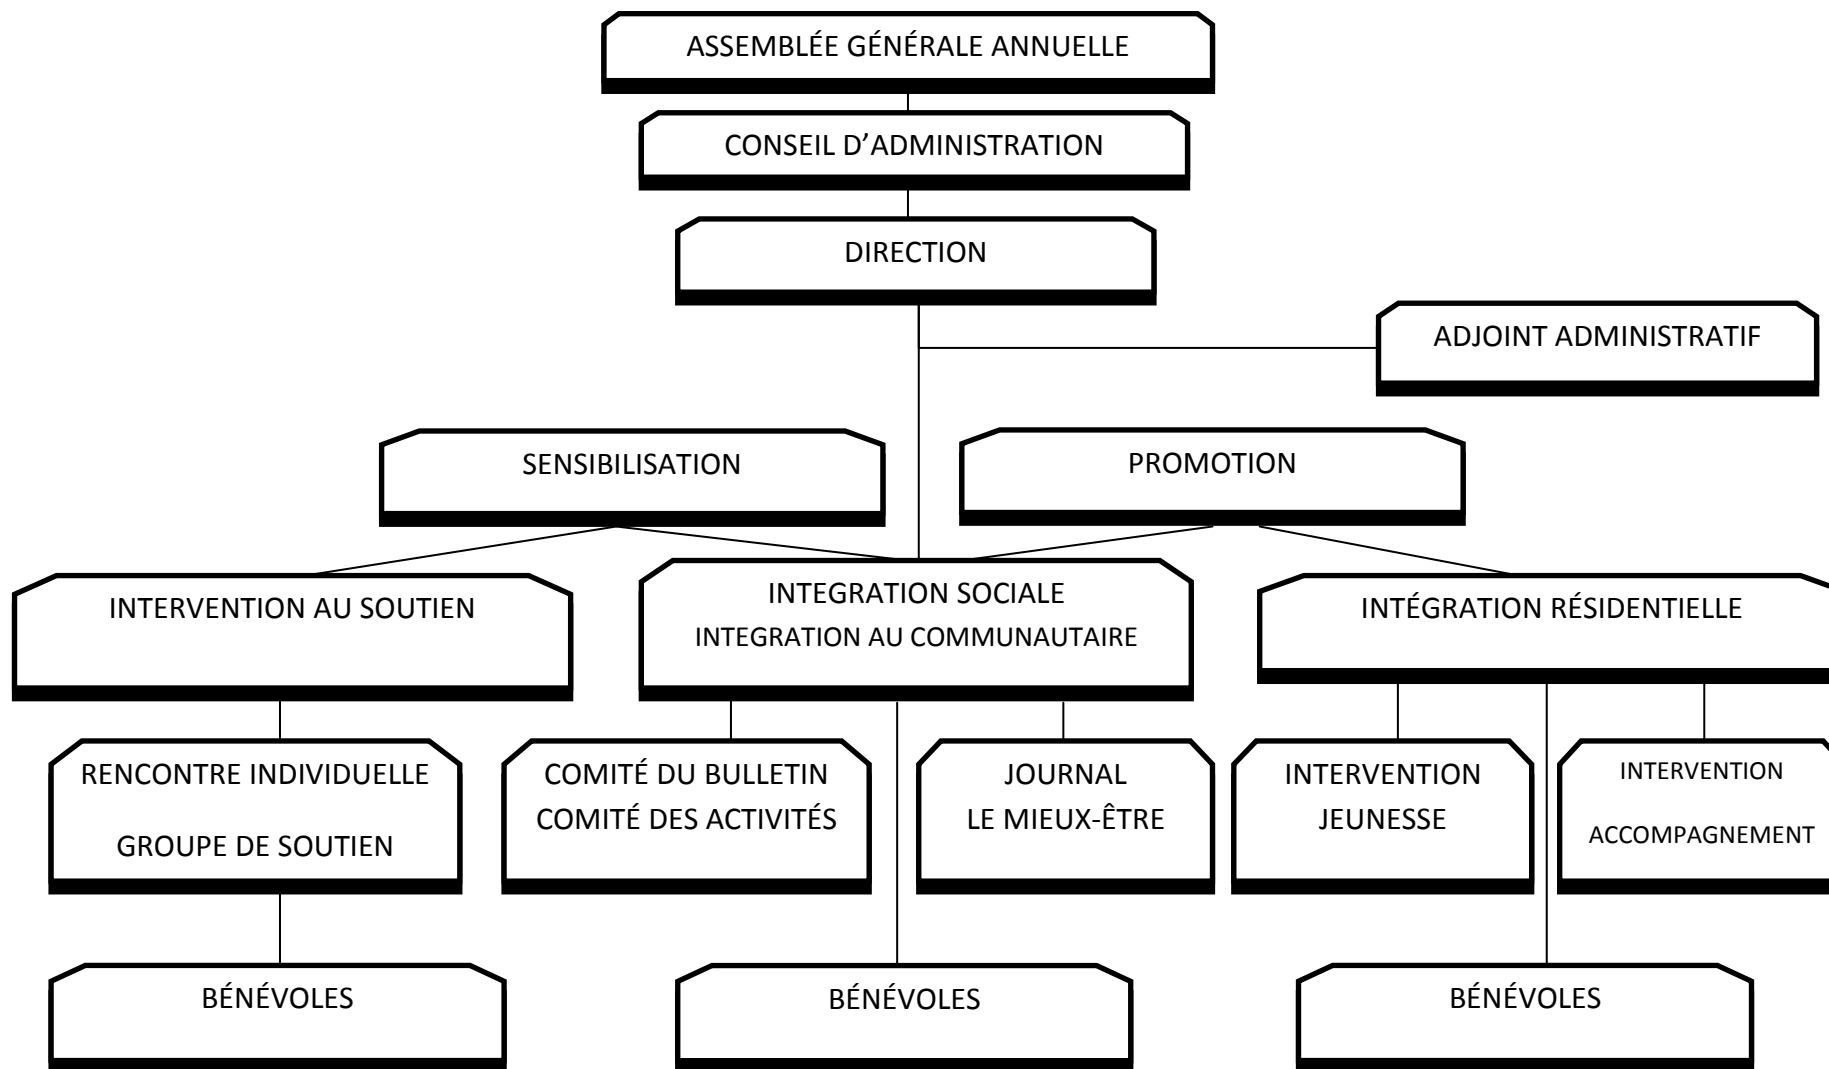 ASSEMBLÉE GÉNÉRALE ANNUELLE
CONSEIL D’ADMINISTRATION
DIRECTION
ADJOINT ADMINISTRATIF
SENSIBILISATION
PROMOTION
INTERVENTION AU SOUTIEN
INTEGRATION SOCIALE
INTEGRATION AU COMMUNAUTAIRE
INTÉGRATION RÉSIDENTIELLE
RENCONTRE INDIVIDUELLE
GROUPE DE SOUTIEN
COMITÉ DU BULLETIN
COMITÉ DES ACTIVITÉS
JOURNAL
LE MIEUX-ÊTRE
INTERVENTION
JEUNESSE
INTERVENTION
ACCOMPAGNEMENT
BÉNÉVOLES
BÉNÉVOLES
BÉNÉVOLES